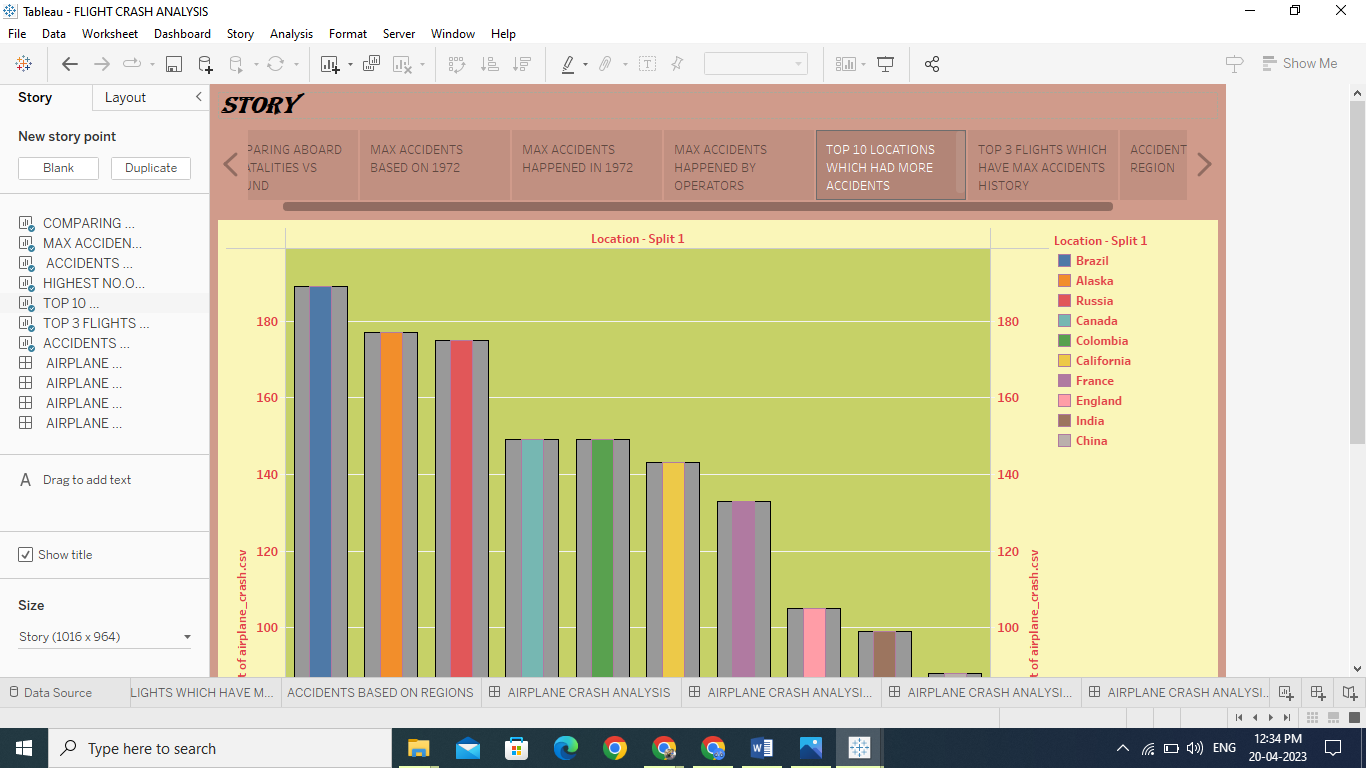 Tableau - FLIGHT CRASH ANALYSIS
File Data Worksheet Dashboard Story Analysis Format Server Window Help
Show Me
Story Layout
New story point
Blank Duplicate
COMPARING ...
MAX ACCIDEN...
ACCIDENTS ...
HIGHEST NO.O...
TOP 10 ...
TOP 3 FLIGHTS ...
ACCIDENTS ...
AIRPLANE ...
AIRPLANE ...
AIRPLANE ...
AIRPLANE ...
A Drag to add text
Show title
Size
Story (1016 x 964)
STORY
PARING ABOARD
ATALITIES VS
UND
MAX ACCIDENTS
BASED ON 1972
MAX ACCIDENTS
HAPPENED IN 1972
MAX ACCIDENTS
HAPPENED BY
OPERATORS
TOP 10 LOCATIONS
WHICH HAD MORE
ACCIDENTS
TOP 3 FLIGHTS WHICH
HAVE MAX ACCIDENTS
HISTORY
ACCIDENT
REGION
Location - Split 1
180 180
160 160
140 140
120 120
100 100
t of airplane_crash.csv
t of airplane_crash.csv
Location - Split 1
Brazil
Alaska
Russia
Canada
Colombia
California
France
England
India
China
Data Source LIGHTS WHICH HAVE M... ACCIDENTS BASED ON REGIONS AIRPLANE CRASH ANALYSIS AIRPLANE CRASH ANALYSIS... AIRPLANE CRASH ANALYSI... AIRPLANE CRASH ANALYSI...
Type here to search
ENG
12:34 PM
20-04-2023